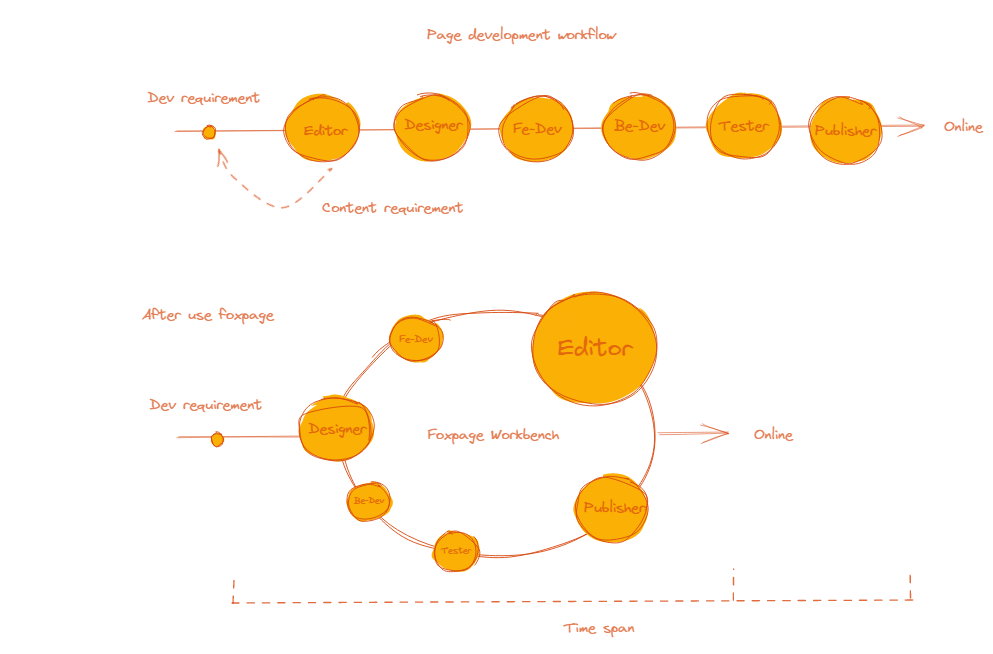 Page development workflow
Dev requirement
Editor
Designer
Fe-Dev
Be-Dev
Tester
Publisher
Online
Content requirement
After use foxpage
Fe-Dev
Editor
Dev requirement
Designer
Foxpage Workbench
Online
Be-Dev
Publisher
Tester
Time span